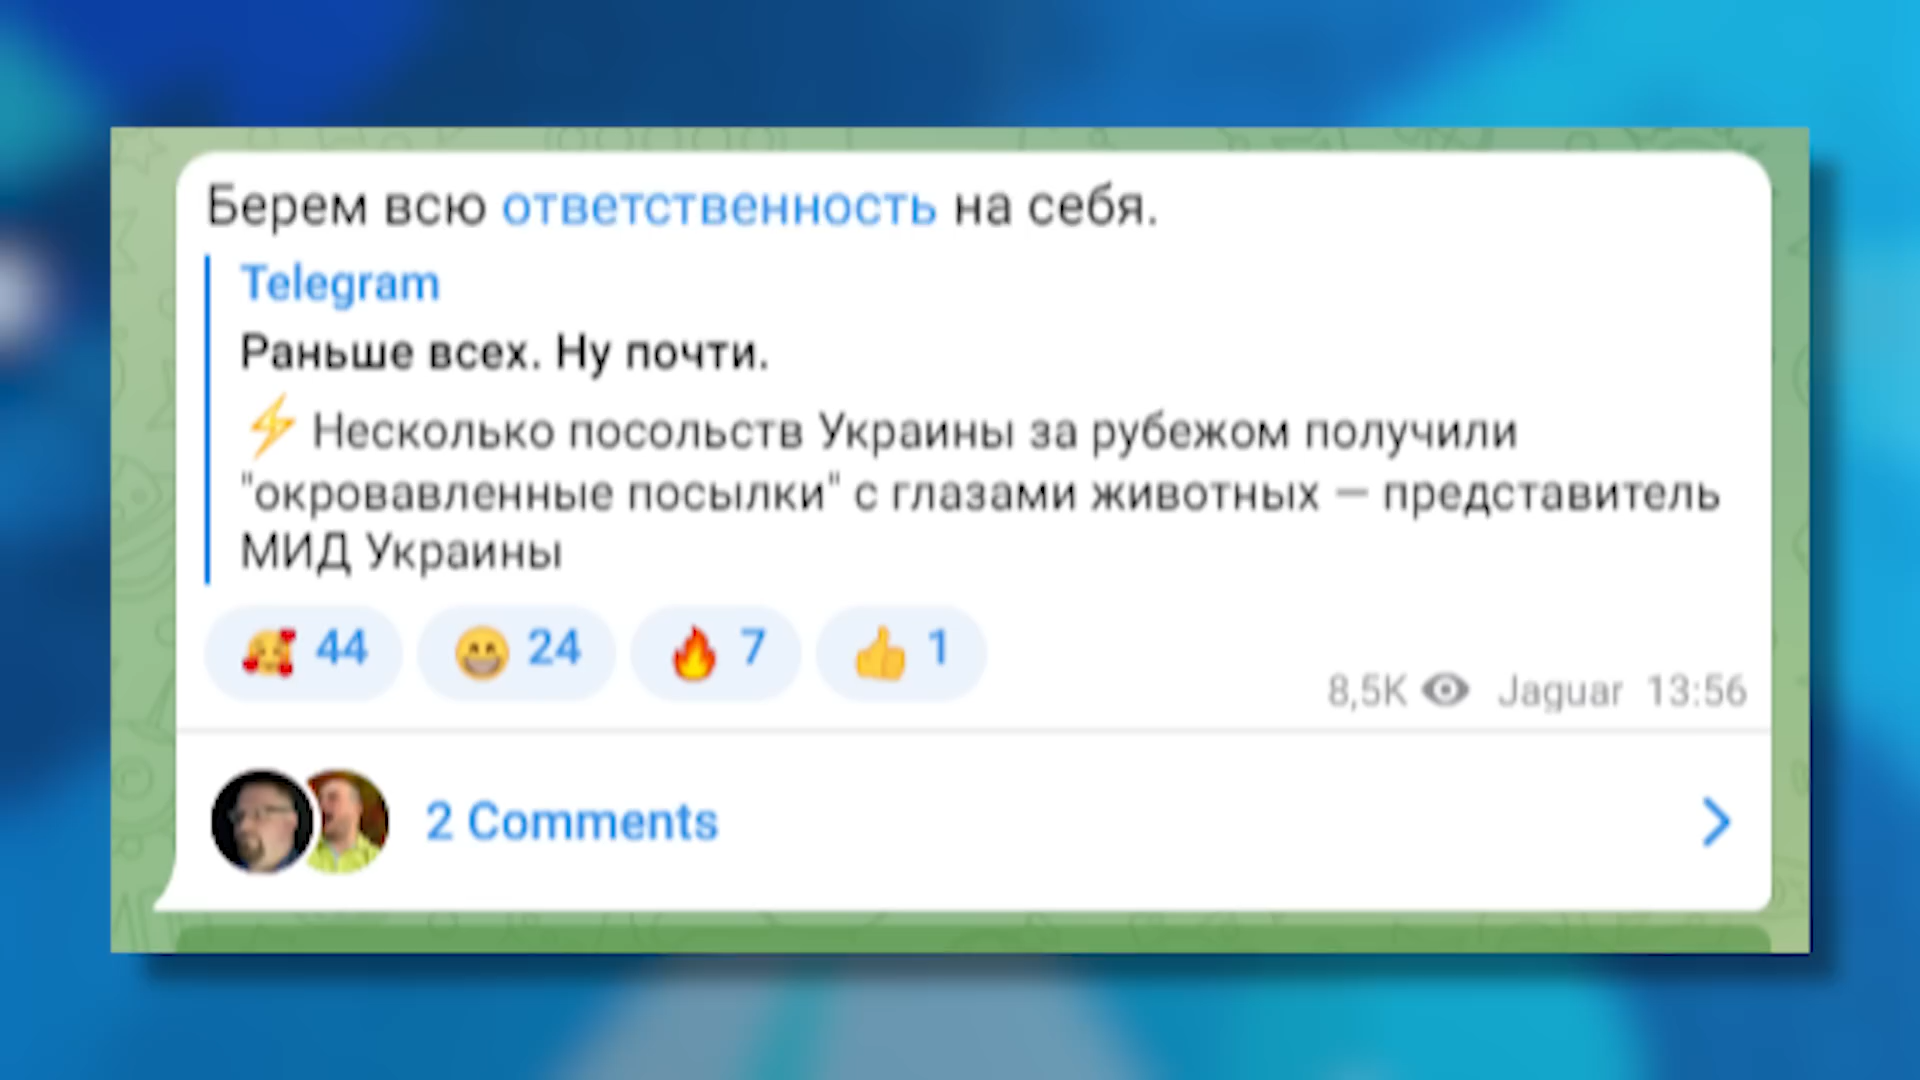 Берем всю ответственность на себя.
Telegram
Раньше всех. Ну почти.
⚡ Несколько посольств Украины за рубежом получили
"окровавленные посылки" с глазами животных — представитель
МИД Украины
🥰 44 😁 24 🔥 7 👍 1
8,5K Jaguar 13:56
2 Comments